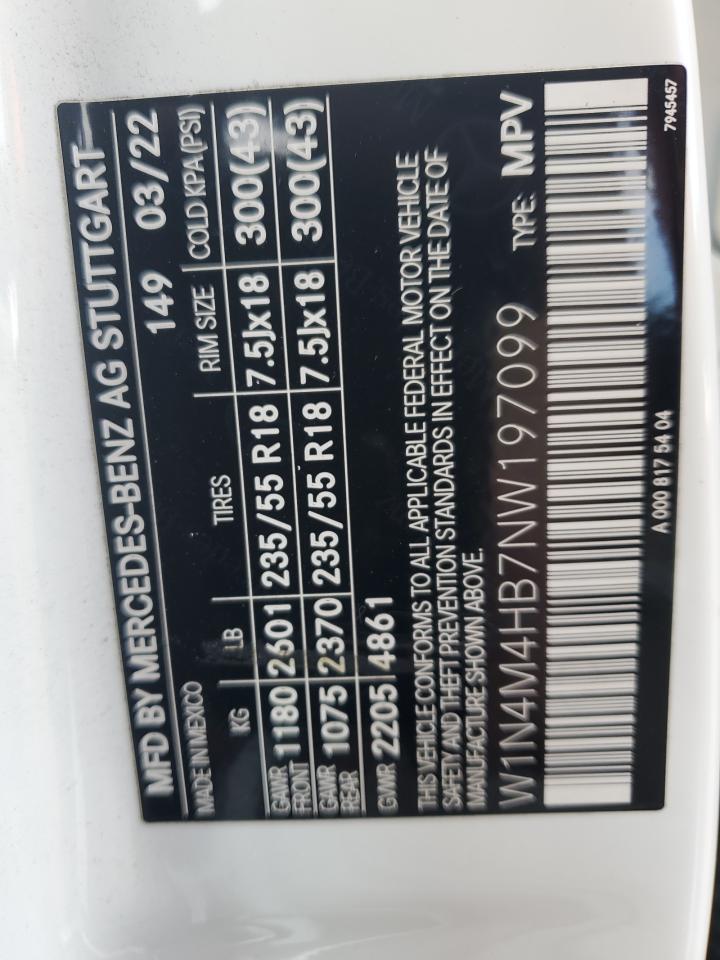 MFD BY MERCEDES-BENZ AG STUTTGART
MADE IN MEXICO 149 03/22
KG LB TIRES RIM SIZE COLD KPA(PSI)
GAWR FRONT 1180 2601 235/55 R18 7.5Jx18 300(43)
GAWR REAR 1075 2370 235/55 R18 7.5Jx18 300(43)
GVWR 2205 4861
THIS VEHICLE CONFORMS TO ALL APPLICABLE FEDERAL MOTOR VEHICLE
SAFETY AND THEFT PREVENTION STANDARDS IN EFFECT ON THE DATE OF
MANUFACTURE SHOWN ABOVE.
W1N4M4HB7NW197099 TYPE: MPV
A 000 817 54 04 7945457